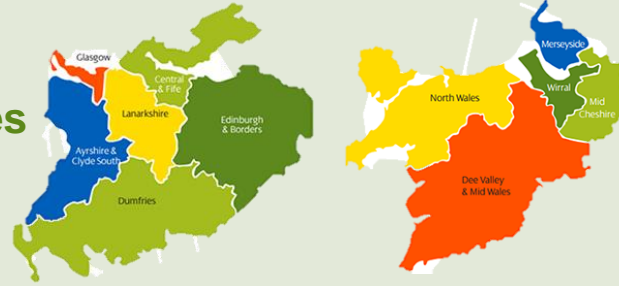 es
Glasgow
Central
& Fife
Lanarkshire
Edinburgh
& Borders
Ayrshire &
Clyde South
Dumfries
Merseyside
Wirral
Mid
Cheshire
North Wales
Dee Valley
& Mid Wales